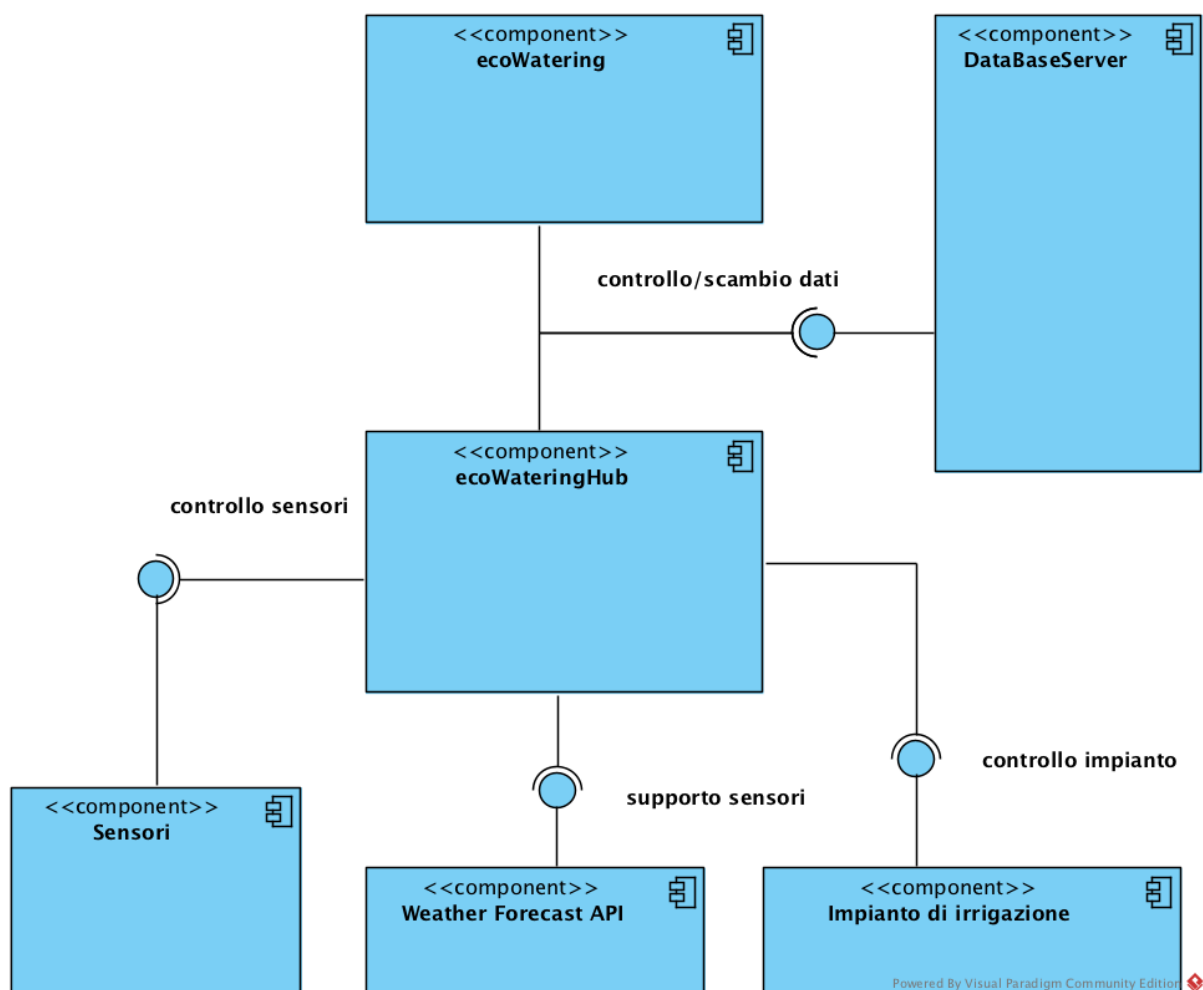 <<component>>
ecoWatering
<<component>>
DataBaseServer
controllo/scambio dati
<<component>>
ecoWateringHub
controllo sensori
controllo impianto
supporto sensori
<<component>>
Sensori
<<component>>
Weather Forecast API
<<component>>
Impianto di irrigazione
Powered By Visual Paradigm Community Edition